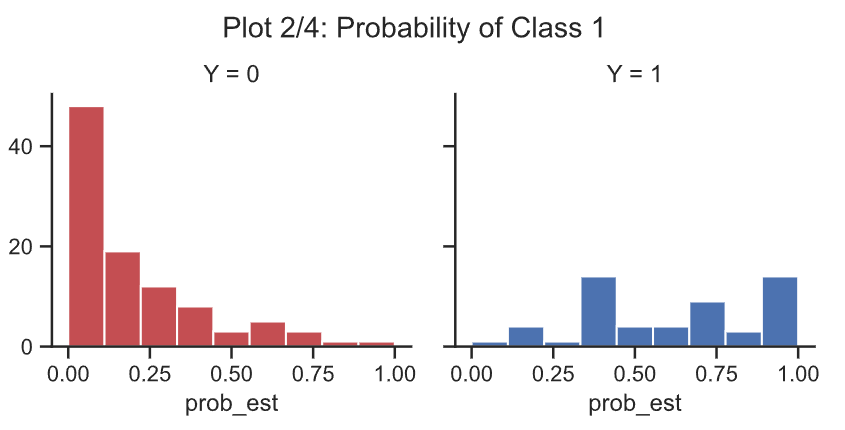 Plot 2/4: Probability of Class 1
Y = 0
Y = 1
40
20
0
0.00 0.25 0.50 0.75 1.00
0.00 0.25 0.50 0.75 1.00
prob_est
prob_est